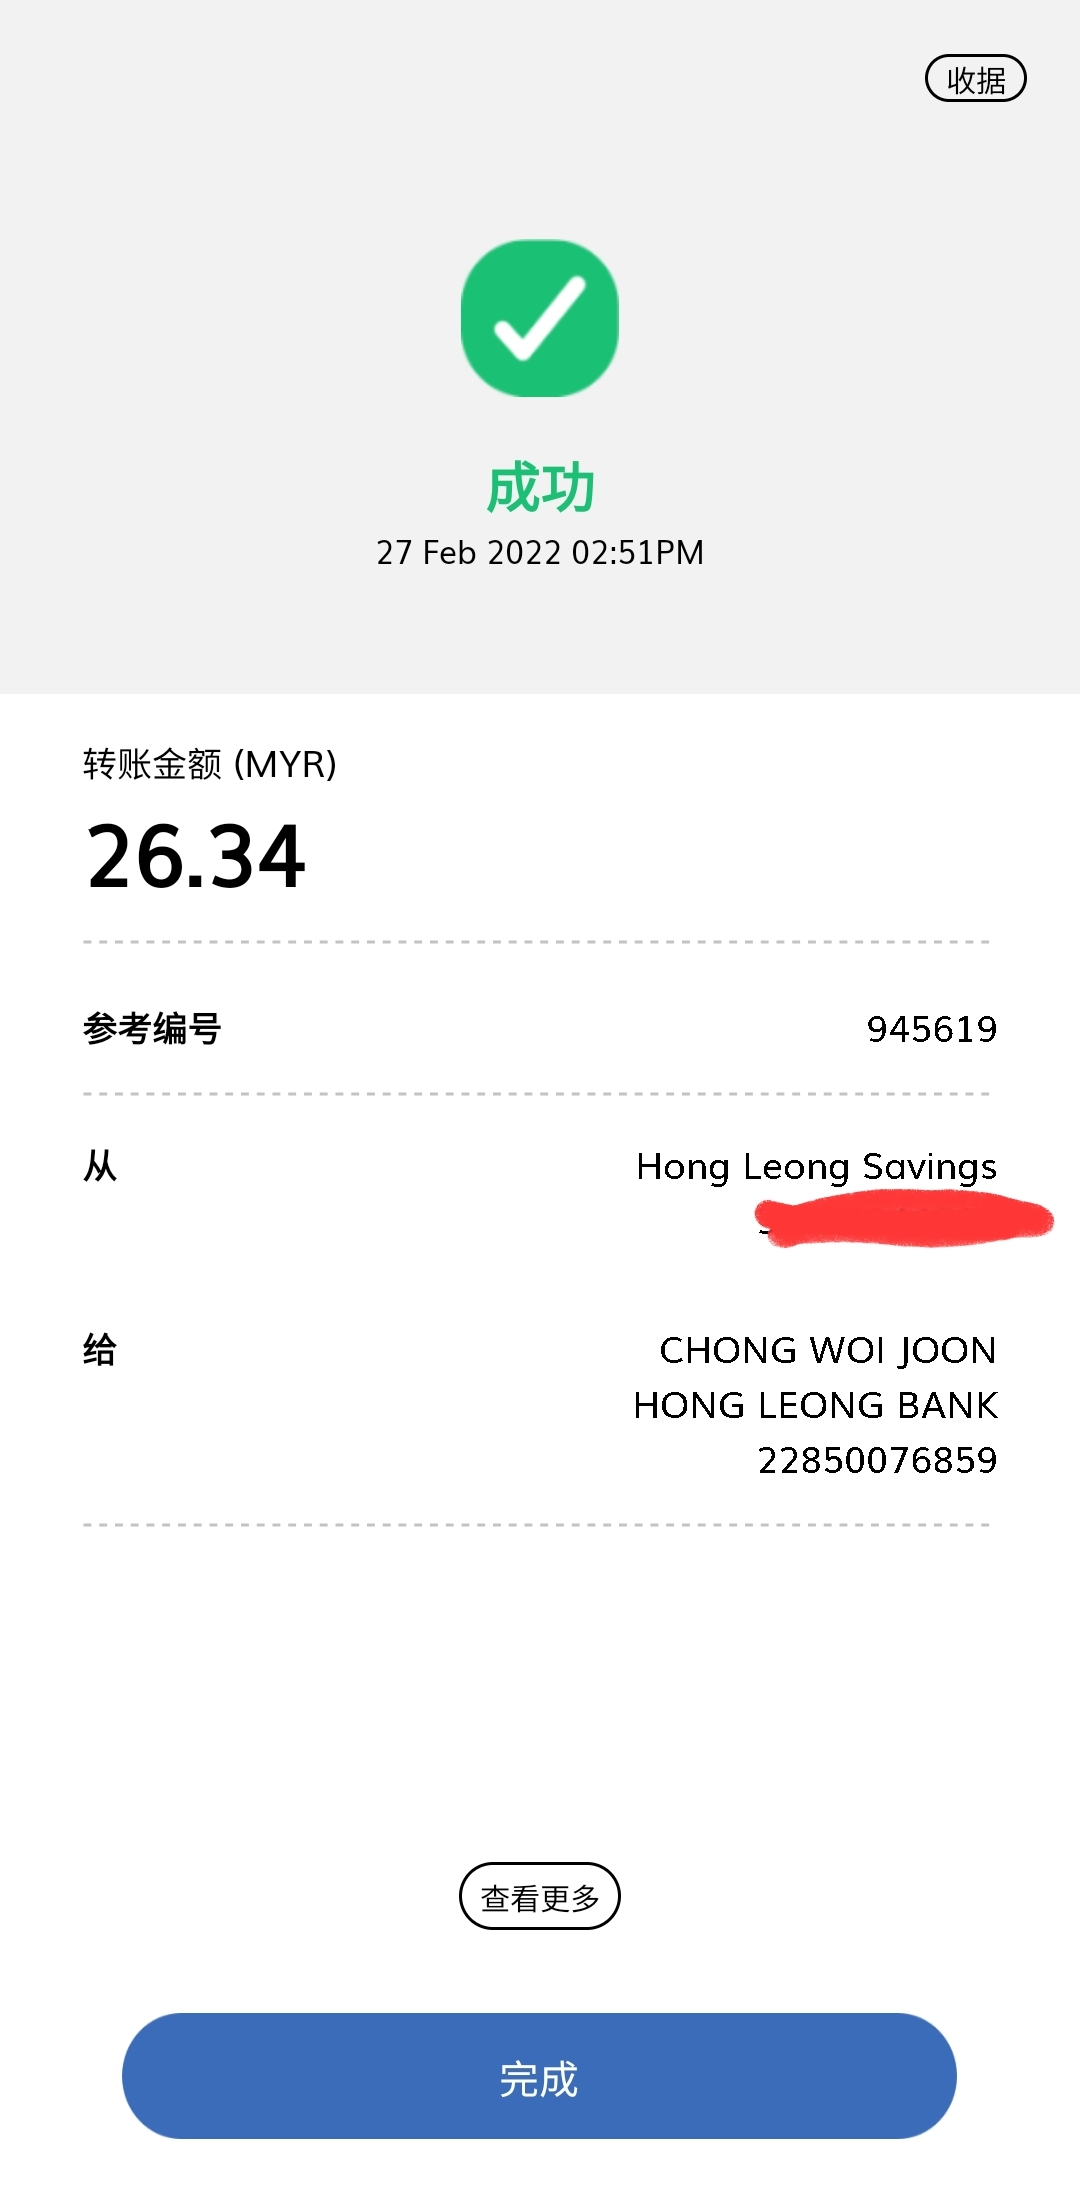 收据
成功
27 Feb 2022 02:51PM
转账金额 (MYR)
26.34
参考编号 945619
从 Hong Leong Savings
给 CHONG WOI JOON
HONG LEONG BANK
22850076859
查看更多
完成